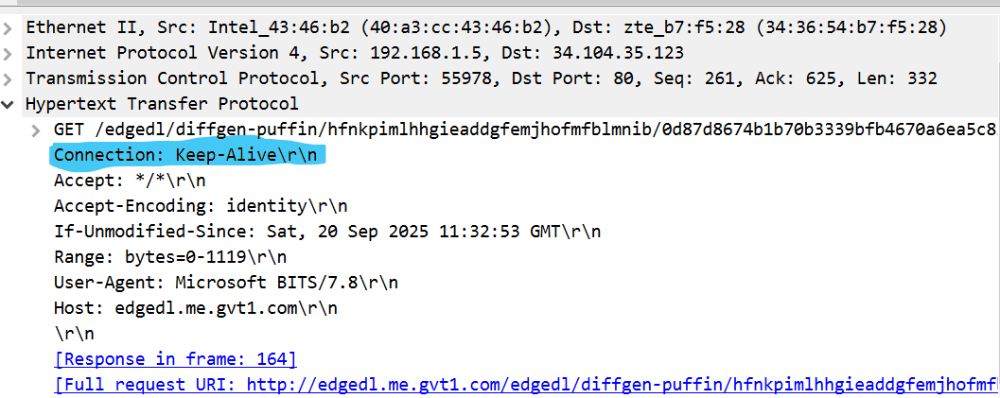 Ethernet II, Src: Intel_43:46:b2 (40:a3:cc:43:46:b2), Dst: zte_b7:f5:28 (34:36:54:b7:f5:28)
Internet Protocol Version 4, Src: 192.168.1.5, Dst: 34.104.35.123
Transmission Control Protocol, Src Port: 55978, Dst Port: 80, Seq: 261, Ack: 625, Len: 332
Hypertext Transfer Protocol
GET /edgedl/diffgen-puffin/hfnkpimlhhgieaddgfemjhofmfblmnib/0d87d8674b1b70b3339bfb4670a6ea5c8
Connection: Keep-Alive\r\n
Accept: */*\r\n
Accept-Encoding: identity\r\n
If-Unmodified-Since: Sat, 20 Sep 2025 11:32:53 GMT\r\n
Range: bytes=0-1119\r\n
User-Agent: Microsoft BITS/7.8\r\n
Host: edgedl.me.gvt1.com\r\n
\r\n
[Response in frame: 164]
[Full request URI: http://edgedl.me.gvt1.com/edgedl/diffgen-puffin/hfnkpimlhhgieaddgfemjhofmf